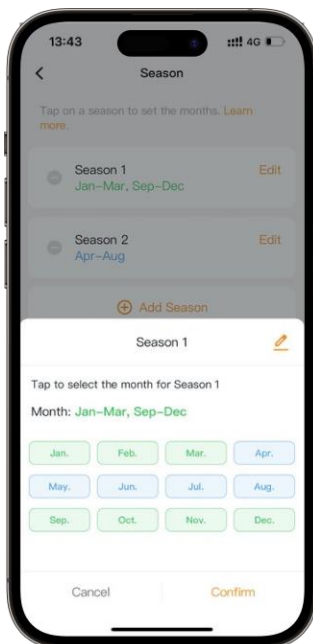 13:43
4G
Season
Tap on a season to set the months. Learn
more.
Season 1
Edit
Jan–Mar, Sep–Dec
Season 2
Edit
Apr–Aug
Add Season
Season 1
Tap to select the month for Season 1
Month: Jan–Mar, Sep–Dec
Jan. Feb. Mar. Apr.
May. Jun. Jul. Aug.
Sep. Oct. Nov. Dec.
Cancel Confirm